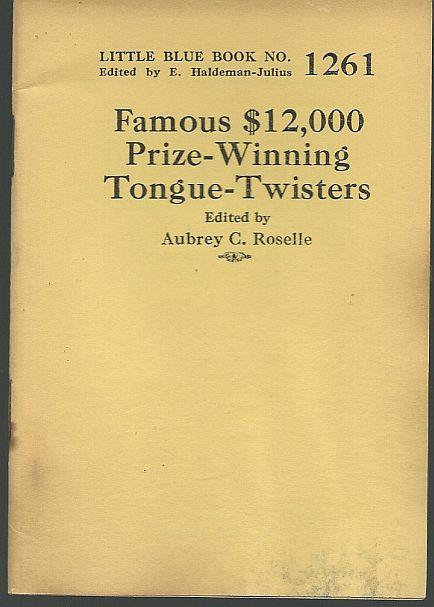 LITTLE BLUE BOOK NO. 1261
Edited by E. Haldeman-Julius
Famous $12,000
Prize-Winning
Tongue-Twisters
Edited by
Aubrey C. Roselle